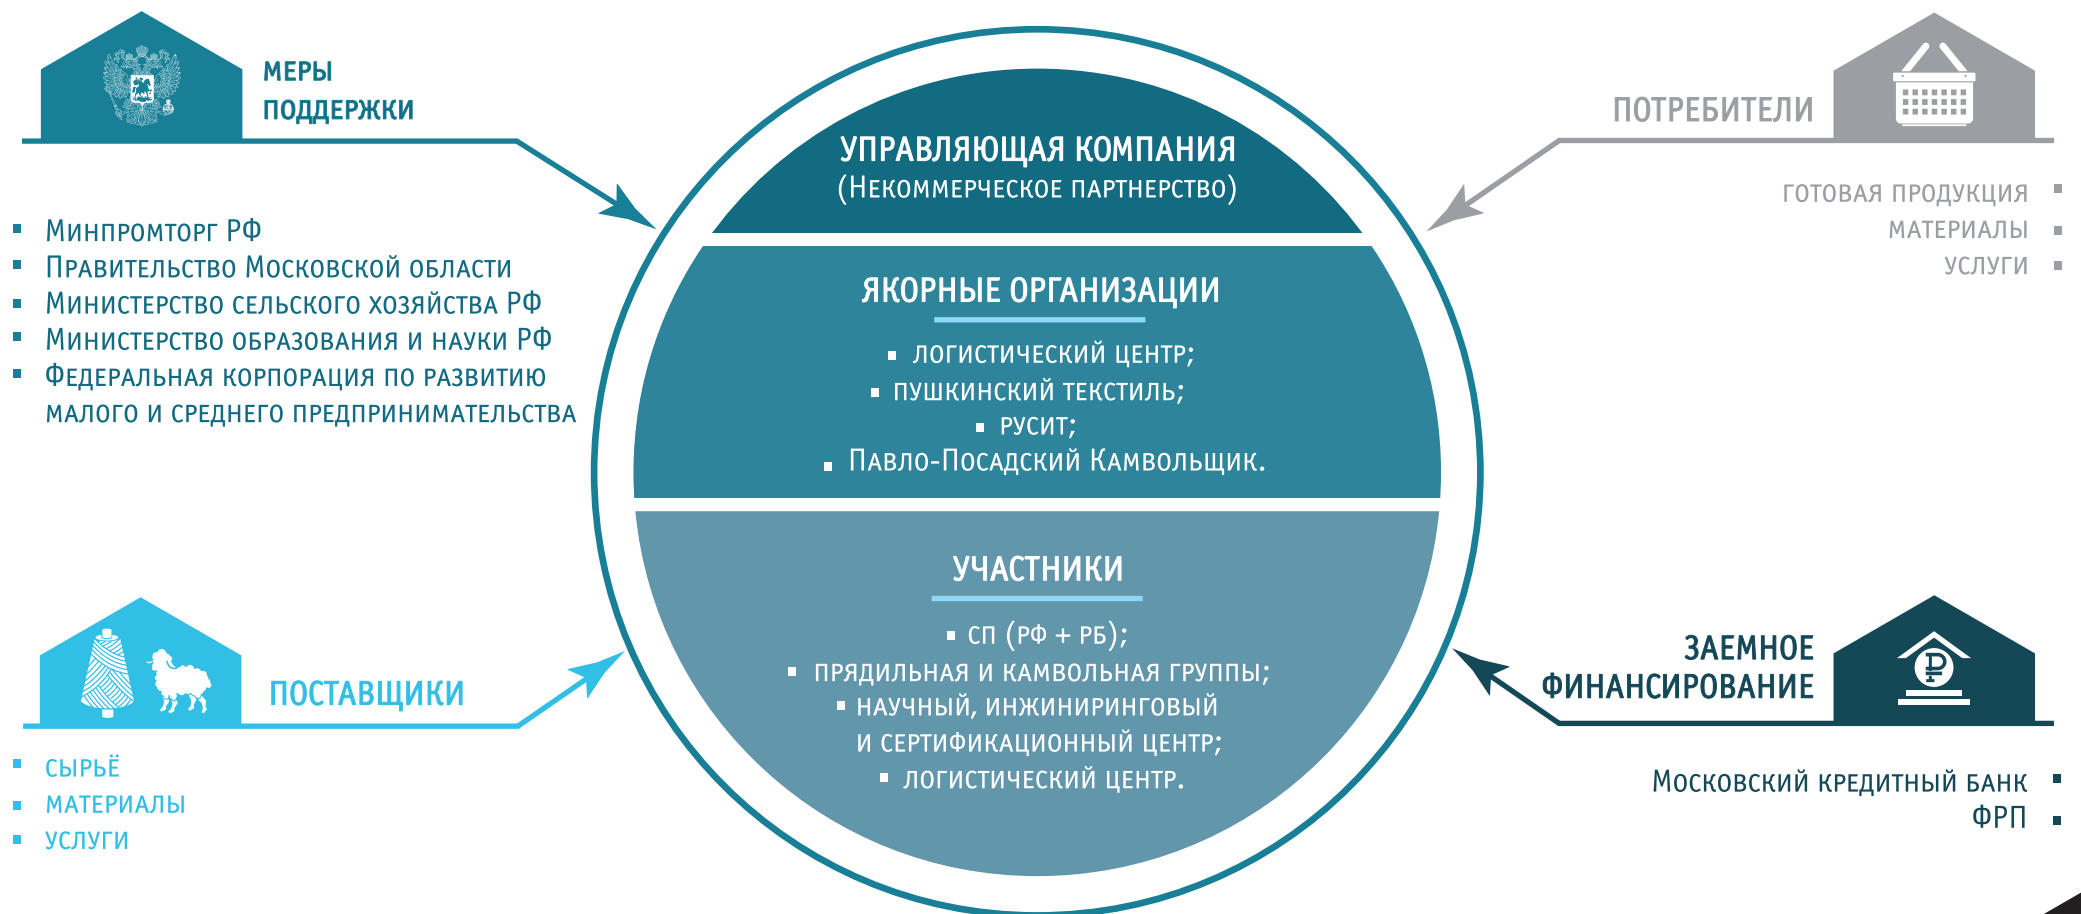 МЕРЫ
ПОДДЕРЖКИ
▪ Минпромторг РФ
▪ Правительство Московской области
▪ Министерство сельского хозяйства РФ
▪ Министерство образования и науки РФ
▪ Федеральная корпорация по развитию
малого и среднего предпринимательства
ПОСТАВЩИКИ
▪ сырьё
▪ материалы
▪ услуги
УПРАВЛЯЮЩАЯ КОМПАНИЯ
(Некоммерческое партнерство)
ЯКОРНЫЕ ОРГАНИЗАЦИИ
▪ логистический центр;
▪ пушкинский текстиль;
▪ русит;
▪ Павло-Посадский Камвольщик.
УЧАСТНИКИ
▪ сп (рф + рб);
▪ прядильная и камвольная группы;
▪ научный, инжиниринговый
и сертификационный центр;
▪ логистический центр.
ПОТРЕБИТЕЛИ
готовая продукция ▪
материалы ▪
услуги ▪
ЗАЕМНОЕ
ФИНАНСИРОВАНИЕ
Московский кредитный банк ▪
ФРП ▪